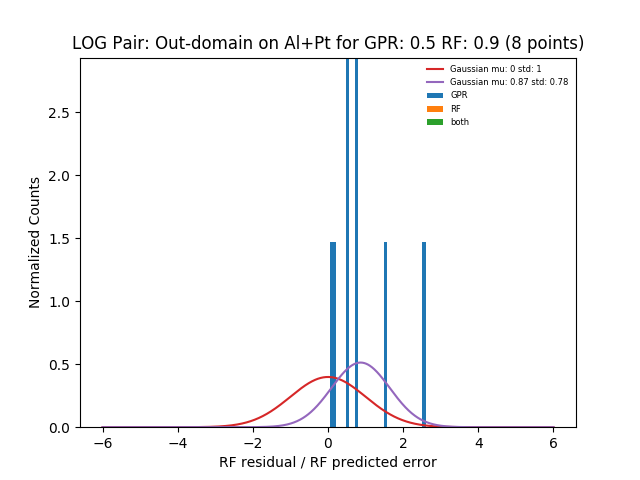 LOG Pair: Out-domain on Al+Pt for GPR: 0.5 RF: 0.9 (8 points)
Gaussian mu: 0 std: 1
Gaussian mu: 0.87 std: 0.78
GPR
RF
both
Normalized Counts
2.5
2.0
1.5
1.0
0.5
0.0
−6 −4 −2 0 2 4 6
RF residual / RF predicted error